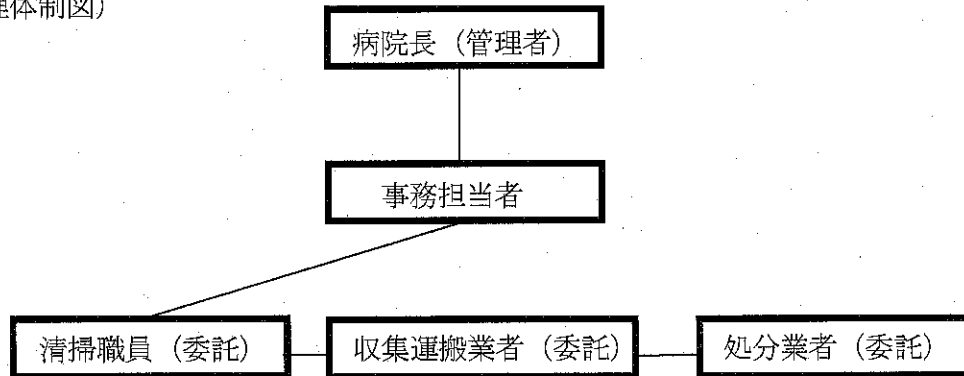 理体制図)
病院長（管理者）
事務担当者
清掃職員（委託）
収集運搬業者（委託）
処分業者（委託）